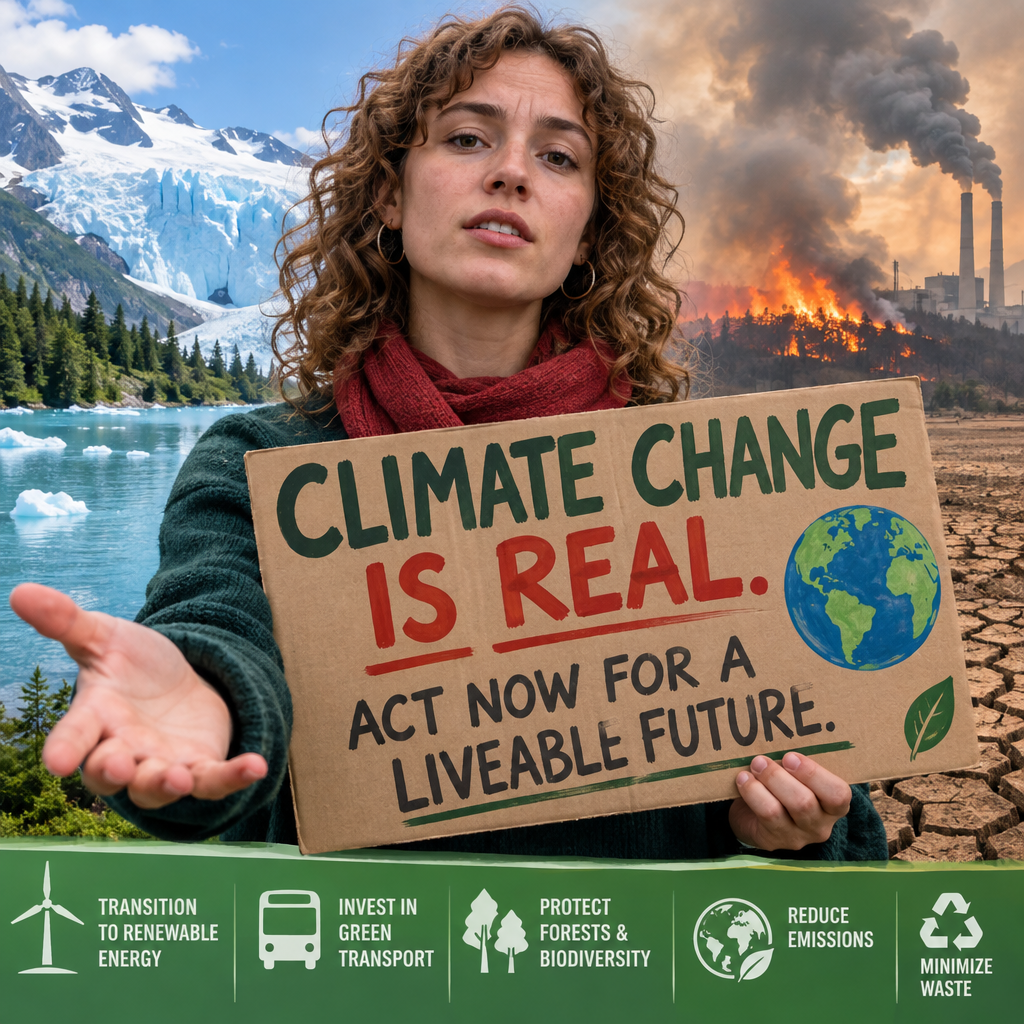 CLIMATE CHANGE
IS REAL.
ACT NOW FOR A
LIVEABLE FUTURE.
TRANSITION
TO RENEWABLE
ENERGY
INVEST IN
GREEN
TRANSPORT
PROTECT
FORESTS &
BIODIVERSITY
REDUCE
EMISSIONS
MINIMIZE
WASTE